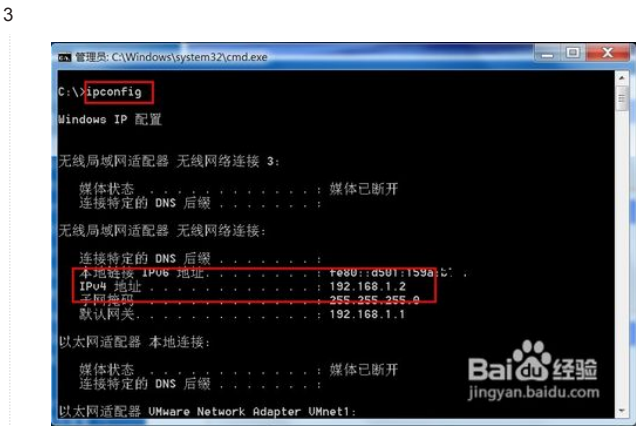 3
管理员: C:\Windows\system32\cmd.exe
C:\>ipconfig
Windows IP 配置
无线局域网适配器 无线网络连接 3:
媒体状态 . . . . . . . . . . . . : 媒体已断开
连接特定的 DNS 后缀 . . . . . . . :
无线局域网适配器 无线网络连接:
连接特定的 DNS 后缀 . . . . . . . :
本地链接 IPv6 地址. . . . . . . . : fe80::d501:159a:
IPv4 地址 . . . . . . . . . . . . : 192.168.1.2
子网掩码 . . . . . . . . . . . . : 255.255.255.0
默认网关. . . . . . . . . . . . . : 192.168.1.1
以太网适配器 本地连接:
媒体状态 . . . . . . . . . . . . : 媒体已断开
连接特定的 DNS 后缀 . . . . . . . :
以太网适配器 VMware Network Adapter VMnet1:
Bai du 经验
jingyan.baidu.com